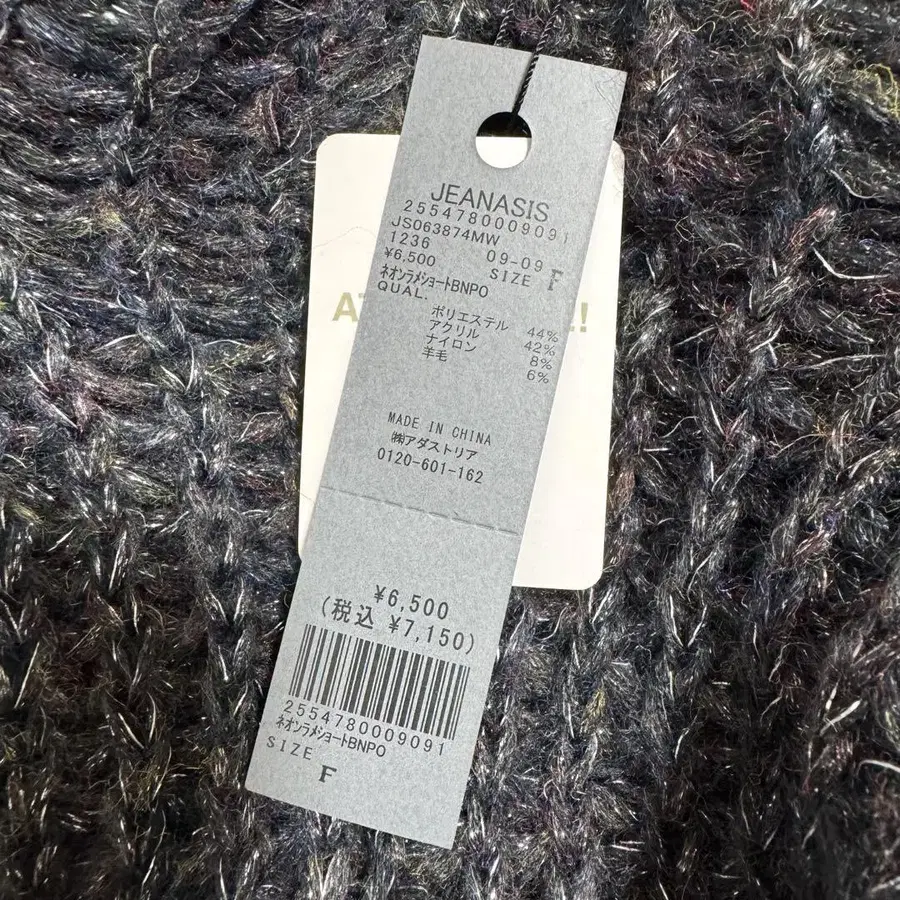 JEANASIS
2554780009091
JS063874MW
1236 09-09
¥6,500 SIZE F
ネオンラメショートBNPO
QUAL.
ポリエステル 44%
アクリル 42%
ナイロン 8%
羊毛 6%
MADE IN CHINA
㈱アダストリア
0120-601-162
¥6,500
(税込 ¥7,150)
2554780009091
ネオンラメショートBNPO
SIZE
F